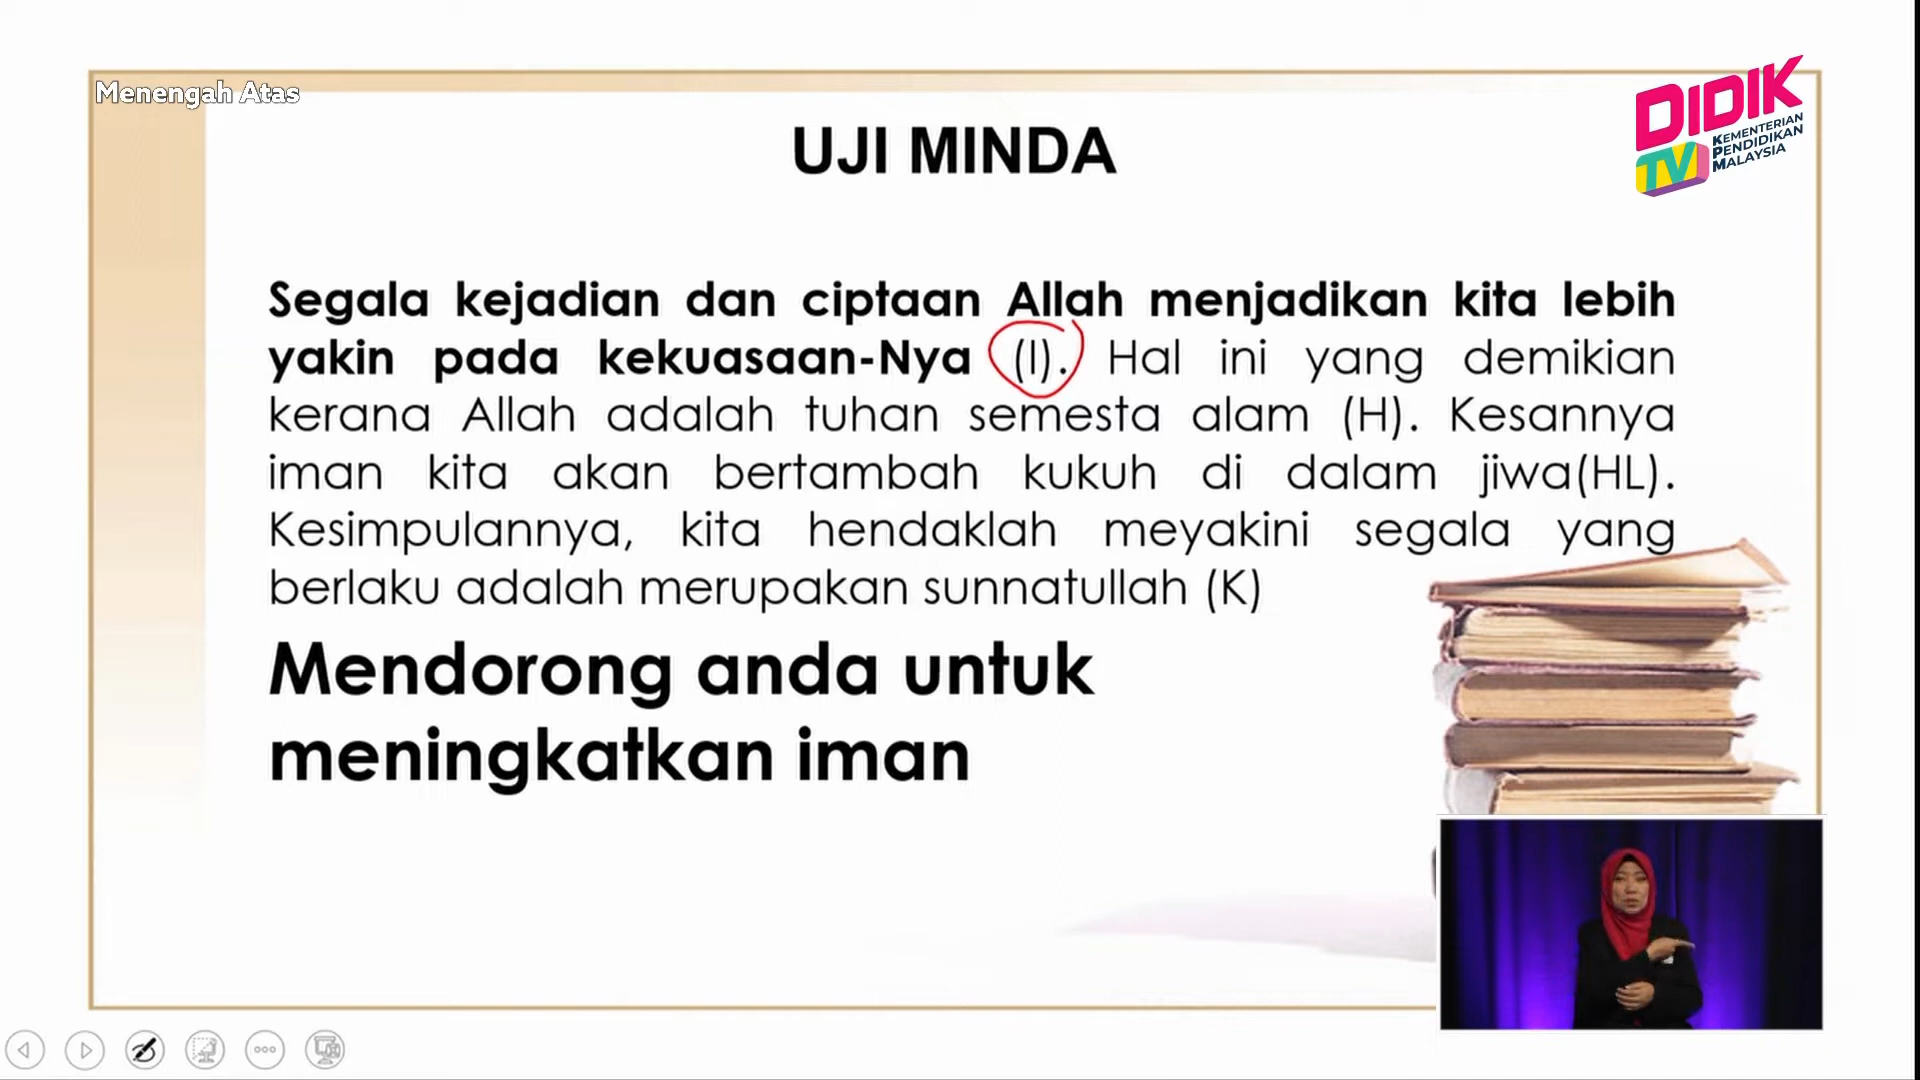 Menengah Atas
DIDIK
TV
KEMENTERIAN
PENDIDIKAN
MALAYSIA
UJI MINDA
Segala kejadian dan ciptaan Allah menjadikan kita lebih
yakin pada kekuasaan-Nya (I). Hal ini yang demikian
kerana Allah adalah tuhan semesta alam (H). Kesannya
iman kita akan bertambah kukuh di dalam jiwa(HL).
Kesimpulannya, kita hendaklah meyakini segala yang
berlaku adalah merupakan sunnatullah (K)
Mendorong anda untuk
meningkatkan iman